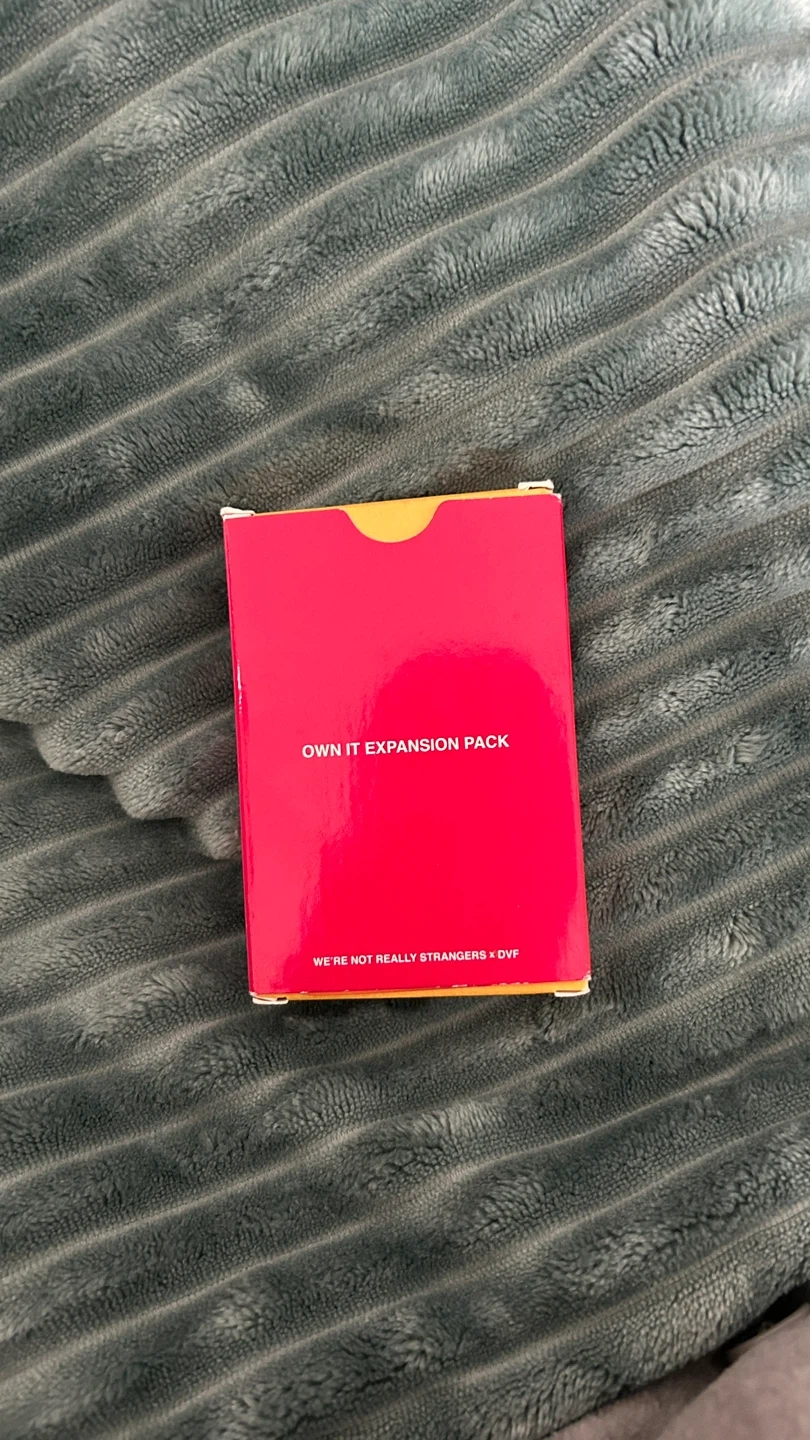 OWN IT EXPANSION PACK
WE'RE NOT REALLY STRANGERS x DVF